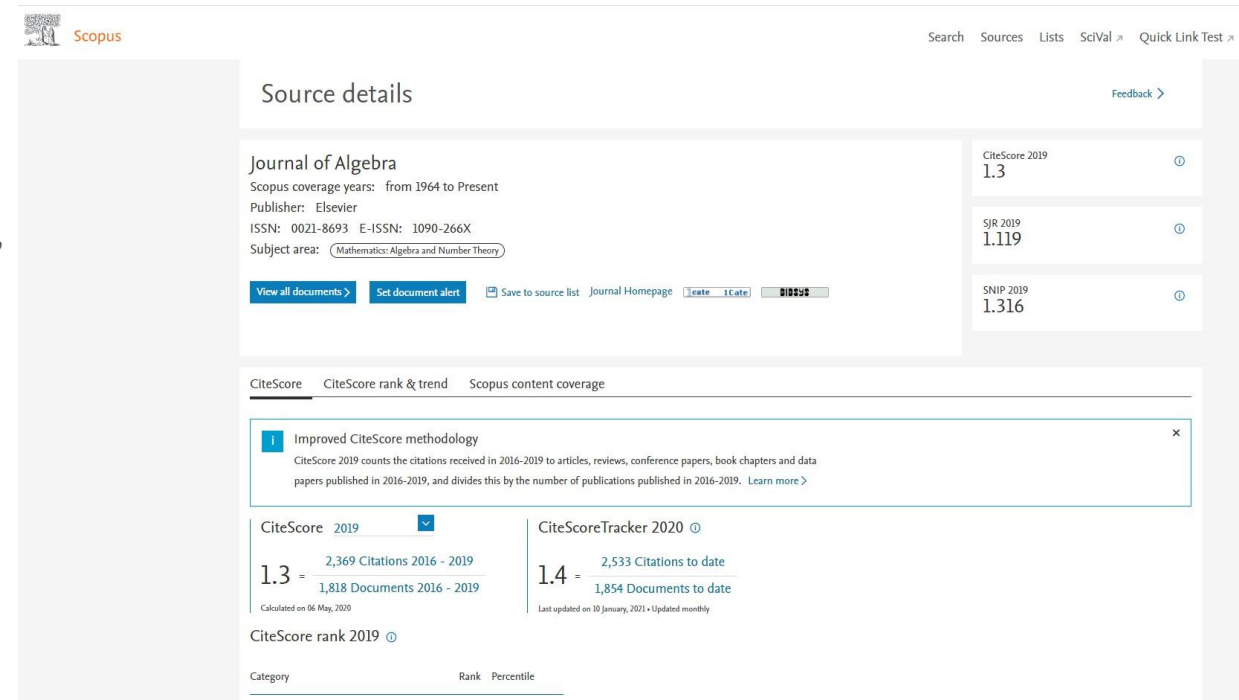 Scopus
Search Sources Lists SciVal Quick Link Test
Source details
Feedback
Journal of Algebra
Scopus coverage years: from 1964 to Present
Publisher: Elsevier
ISSN: 0021-8693 E-ISSN: 1090-266X
Subject area: Mathematics: Algebra and Number Theory
View all documents > Set document alert Save to source list Journal Homepage 1cate 1Cate BIBSYS
CiteScore 2019
1.3
SJR 2019
1.119
SNIP 2019
1.316
CiteScore CiteScore rank & trend Scopus content coverage
i Improved CiteScore methodology
CiteScore 2019 counts the citations received in 2016-2019 to articles, reviews, conference papers, book chapters and data
papers published in 2016-2019, and divides this by the number of publications published in 2016-2019. Learn more >
CiteScore 2019
1.3 = 2,369 Citations 2016 - 2019
1,818 Documents 2016 - 2019
Calculated on 06 May, 2020
CiteScoreTracker 2020
1.4 = 2,533 Citations to date
1,854 Documents to date
Last updated on 10 January, 2021 • Updated monthly
CiteScore rank 2019
Category Rank Percentile